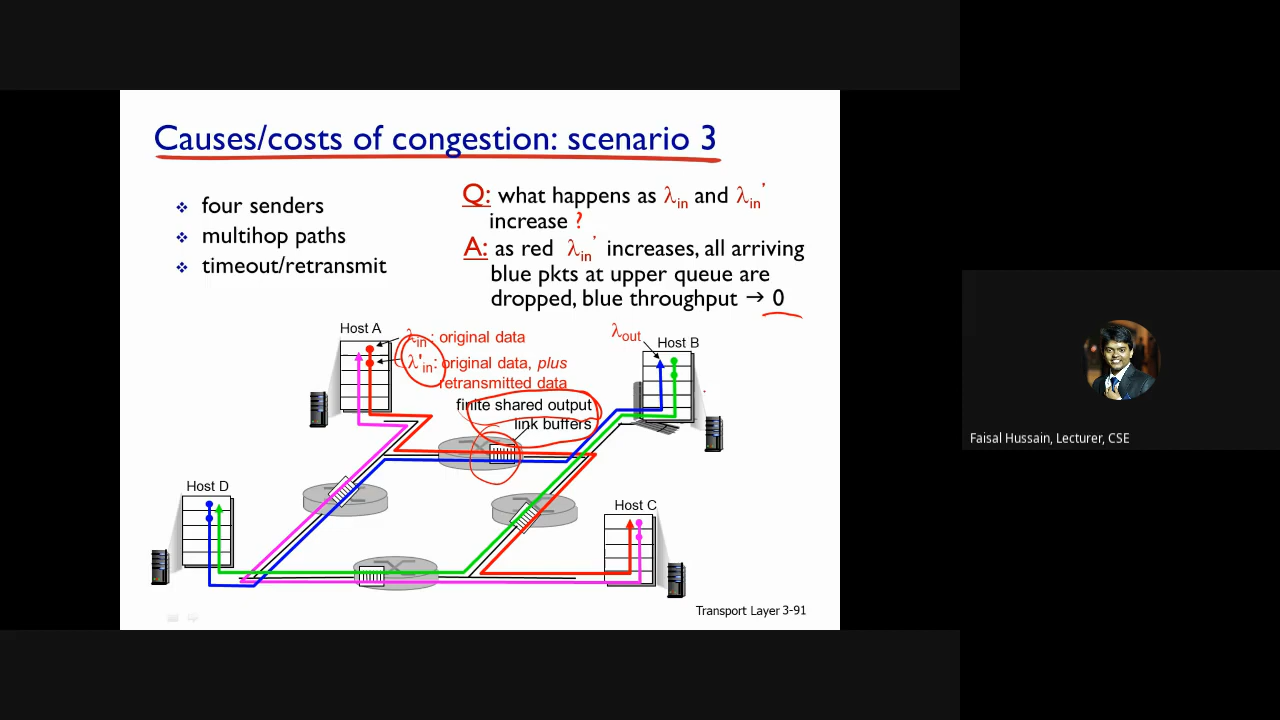 Causes/costs of congestion: scenario 3
four senders
multihop paths
timeout/retransmit
Q: what happens as λin and λin'
increase ?
A: as red λin' increases, all arriving
blue pkts at upper queue are
dropped, blue throughput → 0
Host A
λin : original data
λ'in: original data, plus
retransmitted data
finite shared output
link buffers
λout
Host B
Host D
Host C
Transport Layer 3-91
Faisal Hussain, Lecturer, CSE